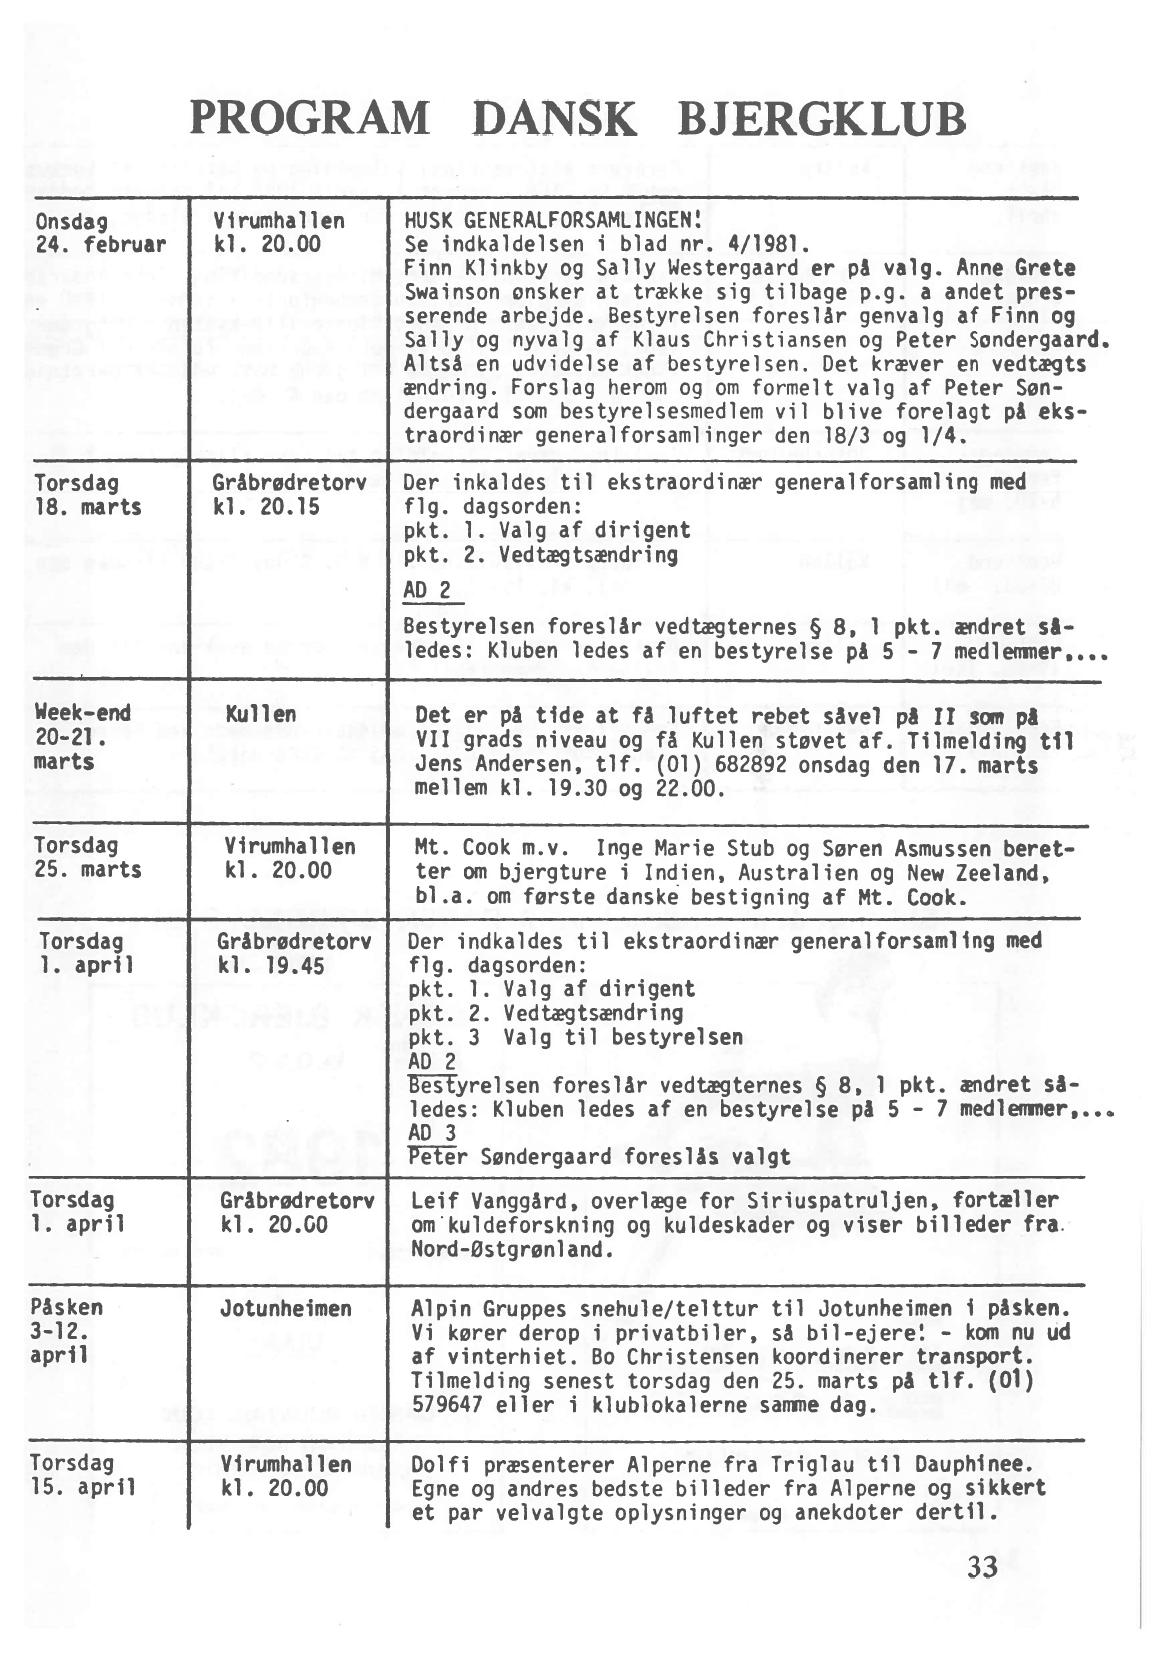 PROGRAM DANSK BJERGKLUB
Onsdag
24. februar
Virumhallen
kl. 20.00
HUSK GENERALFORSAMLINGEN!
Se indkaldelsen i blad nr. 4/1981.
Finn Klinkby og Sally Westergaard er på valg. Anne Grete
Swainson ønsker at trække sig tilbage p.g. a andet pres-
serende arbejde. Bestyrelsen foreslår genvalg af Finn og
Sally og nyvalg af Klaus Christiansen og Peter Søndergaard.
Altså en udvidelse af bestyrelsen. Det kræver en vedtægts
ændring. Forslag herom og om formelt valg af Peter Søn-
dergaard som bestyrelsesmedlem vil blive forelagt på eks-
traordinær generalforsamlinger den 18/3 og 1/4.
Torsdag
18. marts
Gråbrødretorv
kl. 20.15
Der inkaldes til ekstraordinær generalforsamling med
flg. dagsorden:
pkt. 1. Valg af dirigent
pkt. 2. Vedtægtsændring
AD 2
Bestyrelsen foreslår vedtægternes § 8, 1 pkt. ændret så-
ledes: Kluben ledes af en bestyrelse på 5 - 7 medlemmer,...
Week-end
20-21.
marts
Kullen
Det er på tide at få luftet rebet såvel på II som på
VII grads niveau og få Kullen støvet af. Tilmelding til
Jens Andersen, tlf. (01) 682892 onsdag den 17. marts
mellem kl. 19.30 og 22.00.
Torsdag
25. marts
Virumhallen
kl. 20.00
Mt. Cook m.v. Inge Marie Stub og Søren Asmussen beret-
ter om bjergture i Indien, Australien og New Zeeland,
bl.a. om første danske bestigning af Mt. Cook.
Torsdag
1. april
Gråbrødretorv
kl. 19.45
Der indkaldes til ekstraordinær generalforsamling med
flg. dagsorden:
pkt. 1. Valg af dirigent
pkt. 2. Vedtægtsændring
pkt. 3 Valg til bestyrelsen
AD 2
Bestyrelsen foreslår vedtægternes § 8, 1 pkt. ændret så-
ledes: Kluben ledes af en bestyrelse på 5 - 7 medlemmer,...
AD 3
Peter Søndergaard foreslås valgt
Torsdag
1. april
Gråbrødretorv
kl. 20.00
Leif Vanggård, overlæge for Siriuspatruljen, fortæller
om kuldeforskning og kuldeskader og viser billeder fra
Nord-Østgrønland.
Påsken
3-12.
april
Jotunheimen
Alpin Gruppes snehule/telttur til Jotunheimen i påsken.
Vi kører derop i privatbiler, så bil-ejere! - kom nu ud
af vinterhiet. Bo Christensen koordinerer transport.
Tilmelding senest torsdag den 25. marts på tlf. (01)
579647 eller i klublokalerne samme dag.
Torsdag
15. april
Virumhallen
kl. 20.00
Dolfi præsenterer Alperne fra Triglau til Dauphinee.
Egne og andres bedste billeder fra Alperne og sikkert
et par velvalgte oplysninger og anekdoter dertil.
33